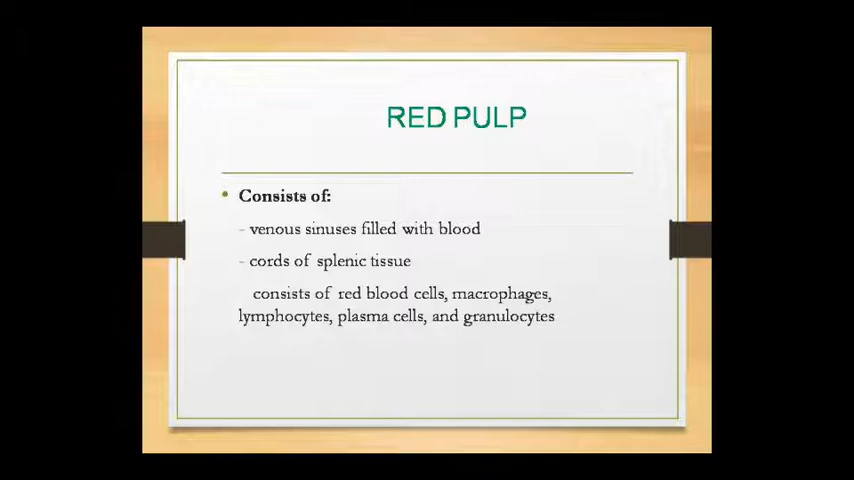 RED PULP
• Consists of:
- venous sinuses filled with blood
- cords of splenic tissue
consists of red blood cells, macrophages,
lymphocytes, plasma cells, and granulocytes